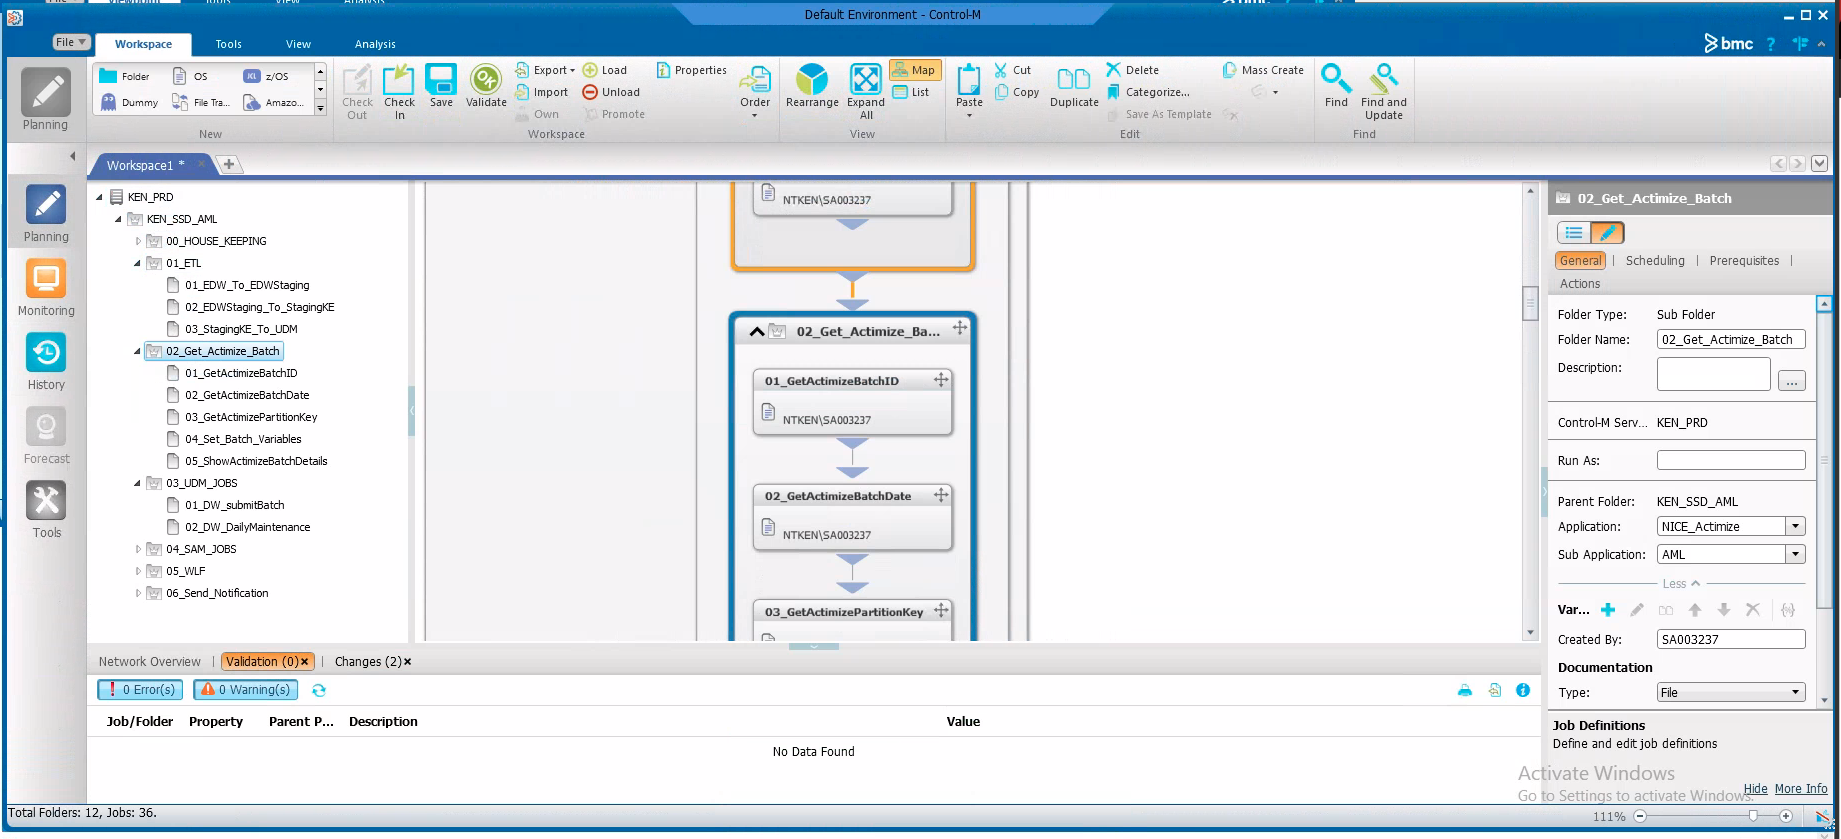 Default Environment - Control-M
File
Workspace
Tools
View
Analysis
bmc
?
Planning
Folder
OS
z/OS
Dummy
File Tra...
Amazo...
New
Check Out
Check In
Save
OK
Validate
Export
Import
Own
Load
Unload
Promote
Properties
Order
Workspace
Rearrange
Expand All
Map
List
View
Paste
Cut
Copy
Duplicate
Delete
Categorize...
Save As Template
Mass Create
Edit
Find
Find and Update
Find
Workspace1 *
Planning
Monitoring
History
Forecast
Tools
KEN_PRD
KEN_SSD_AML
00_HOUSE_KEEPING
01_ETL
01_EDW_To_EDWStaging
02_EDWStaging_To_StagingKE
03_StagingKE_To_UDM
02_Get_Actimize_Batch
01_GetActimizeBatchID
02_GetActimizeBatchDate
03_GetActimizePartitionKey
04_Set_Batch_Variables
05_ShowActimizeBatchDetails
03_UDM_JOBS
01_DW_submitBatch
02_DW_DailyMaintenance
04_SAM_JOBS
05_WLF
06_Send_Notification
NTKEN\SA003237
02_Get_Actimize_Ba...
01_GetActimizeBatchID
NTKEN\SA003237
02_GetActimizeBatchDate
NTKEN\SA003237
03_GetActimizePartitionKey
02_Get_Actimize_Batch
General | Scheduling | Prerequisites |
Actions
Folder Type: Sub Folder
Folder Name: 02_Get_Actimize_Batch
Description:
...
Control-M Serv... KEN_PRD
Run As:
Parent Folder: KEN_SSD_AML
Application: NICE_Actimize
Sub Application: AML
Less
Var...
Created By: SA003237
Documentation
Type: File
Job Definitions
Define and edit job definitions
Activate Windows
Go to Settings to activate Windows.
Hide More Info
Network Overview | Validation (0) | Changes (2)
0 Error(s) 0 Warning(s)
Job/Folder Property Parent P... Description Value
No Data Found
Total Folders: 12, Jobs: 36.
111%